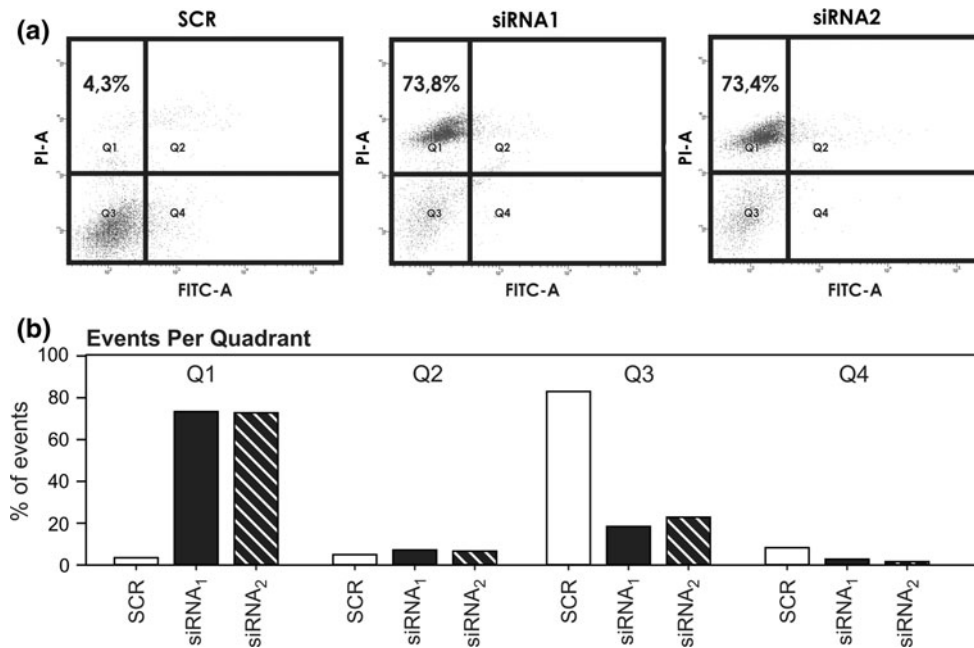 (a)
SCR
siRNA1
siRNA2
4,3%
73,8%
73,4%
PI-A
Q1
Q2
Q3
Q4
FITC-A
PI-A
Q1
Q2
Q3
Q4
FITC-A
PI-A
Q1
Q2
Q3
Q4
FITC-A
(b)
Events Per Quadrant
% of events
100
80
60
40
20
0
Q1
Q2
Q3
Q4
SCR
siRNA₁
siRNA₂
SCR
siRNA₁
siRNA₂
SCR
siRNA₁
siRNA₂
SCR
siRNA₁
siRNA₂